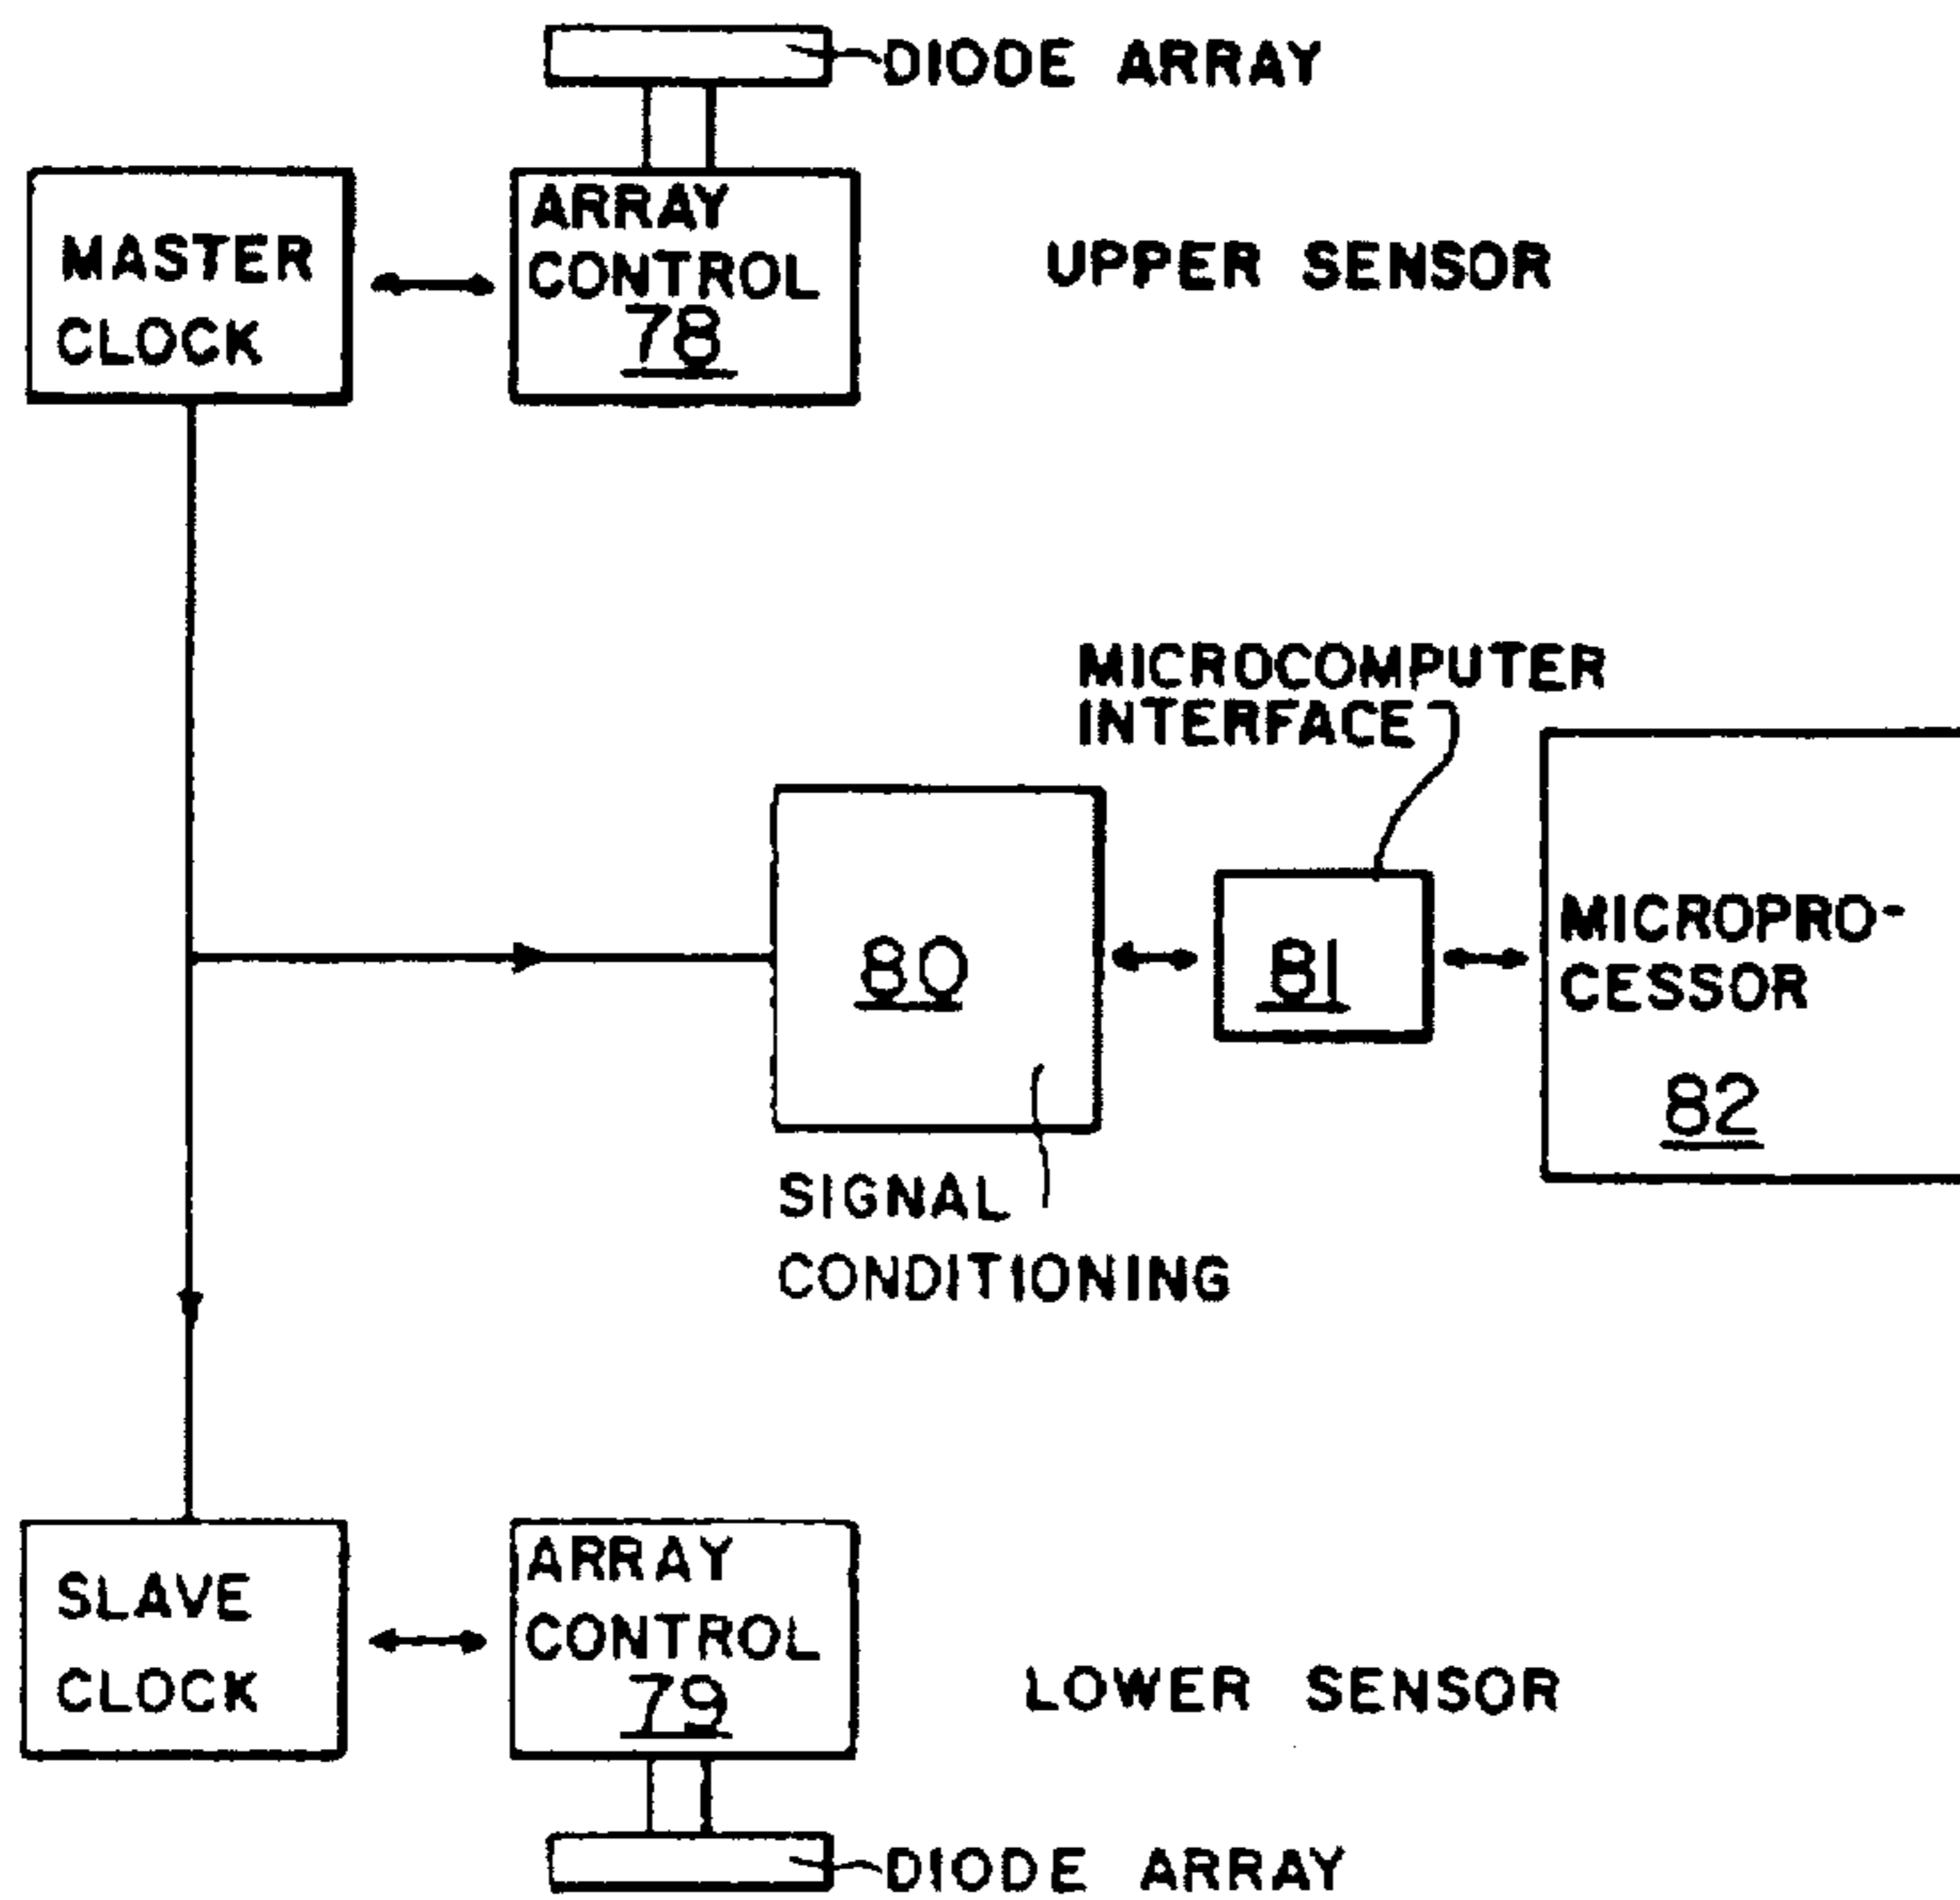 DIODE ARRAY
MASTER
CLOCK
ARRAY
CONTROL
78
UPPER SENSOR
MICROCOMPUTER
INTERFACE
80
81
MICROPRO-
CESSOR
82
SIGNAL
CONDITIONING
SLAVE
CLOCK
ARRAY
CONTROL
79
LOWER SENSOR
DIODE ARRAY